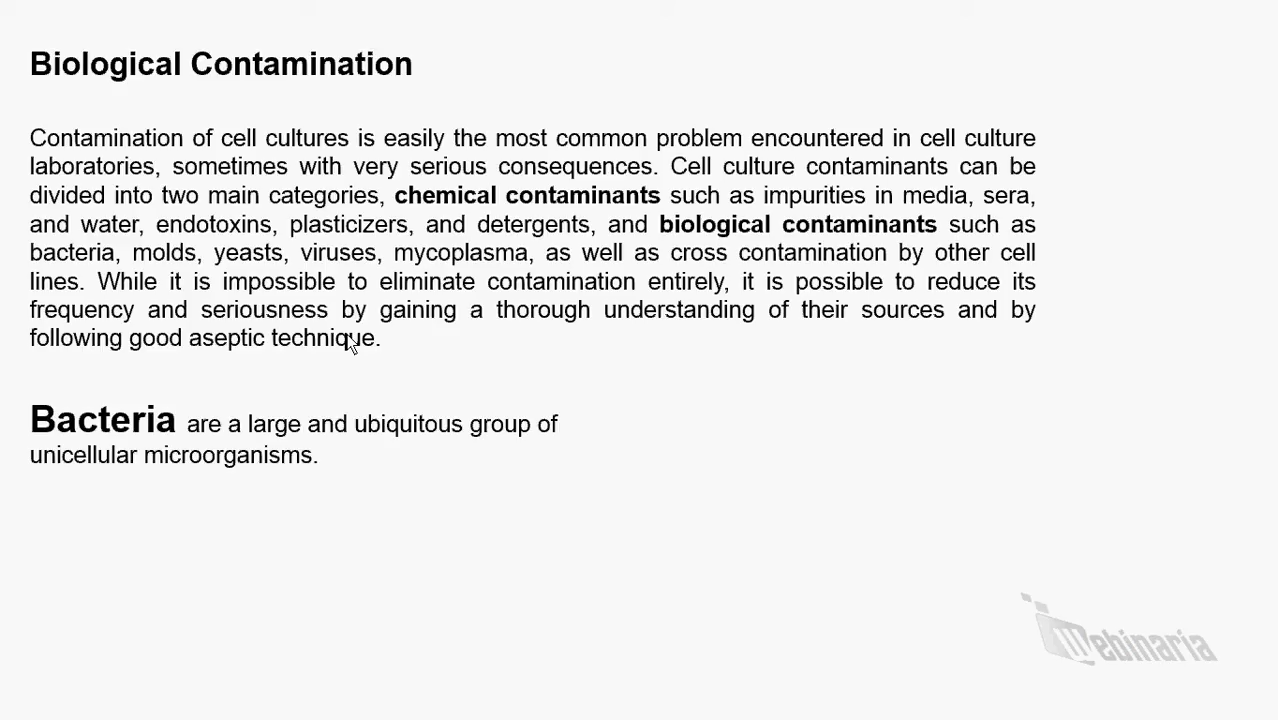 Biological Contamination
Contamination of cell cultures is easily the most common problem encountered in cell culture
laboratories, sometimes with very serious consequences. Cell culture contaminants can be
divided into two main categories, chemical contaminants such as impurities in media, sera,
and water, endotoxins, plasticizers, and detergents, and biological contaminants such as
bacteria, molds, yeasts, viruses, mycoplasma, as well as cross contamination by other cell
lines. While it is impossible to eliminate contamination entirely, it is possible to reduce its
frequency and seriousness by gaining a thorough understanding of their sources and by
following good aseptic technique.
Bacteria are a large and ubiquitous group of
unicellular microorganisms.
Webinaria